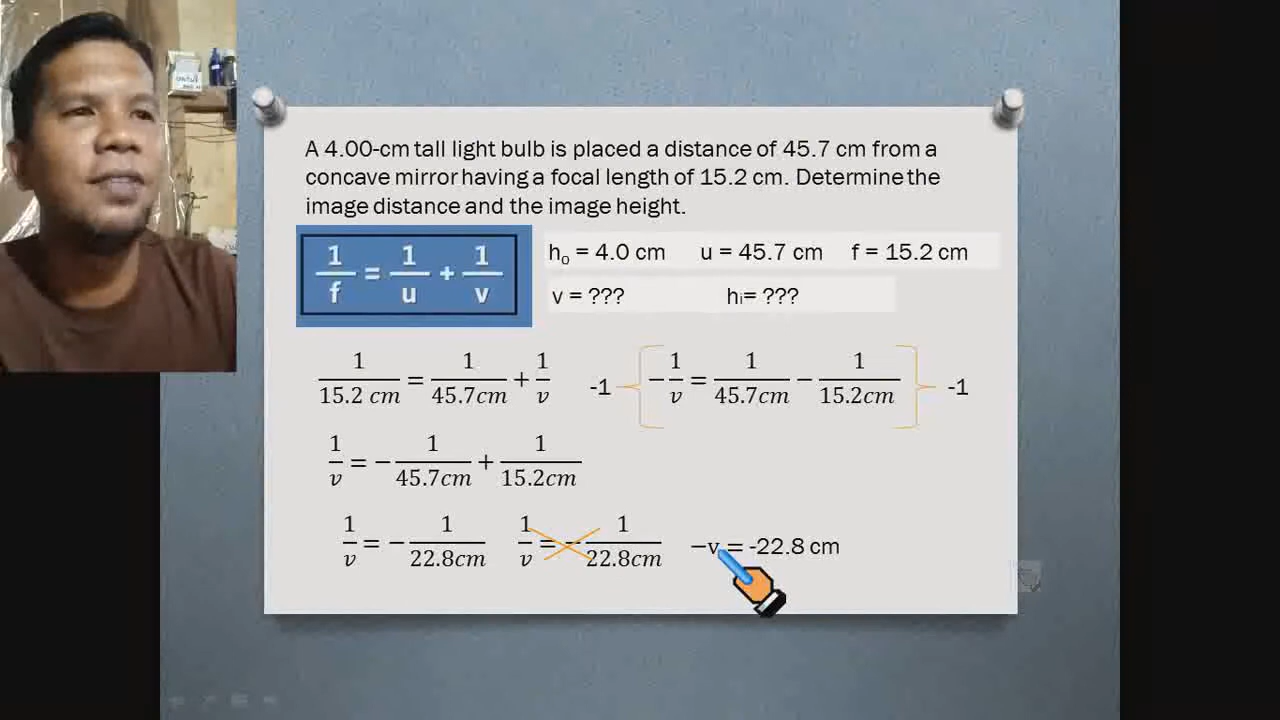 UNTUK
A 4.00-cm tall light bulb is placed a distance of 45.7 cm from a
concave mirror having a focal length of 15.2 cm. Determine the
image distance and the image height.
1/f = 1/u + 1/v
h₀ = 4.0 cm u = 45.7 cm f = 15.2 cm
v = ??? hᵢ= ???
1/15.2 cm = 1/45.7cm + 1/v
-1 −1/v = 1/45.7cm − 1/15.2cm -1
1/v = −1/45.7cm + 1/15.2cm
1/v = −1/22.8cm 1/v = −1/22.8cm −v = -22.8 cm